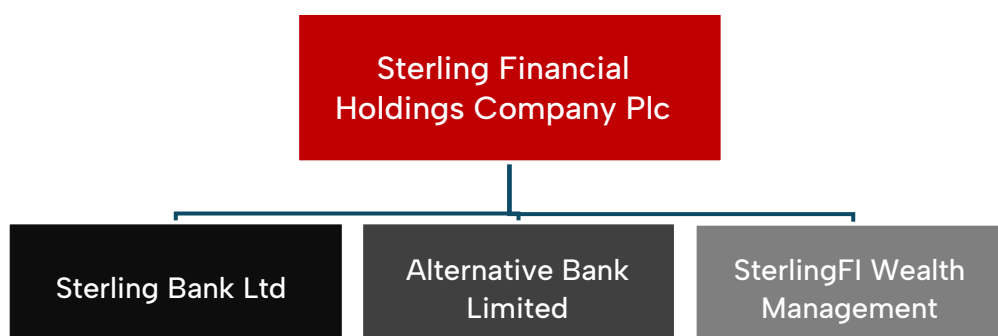 Sterling Financial
Holdings Company Plc
Sterling Bank Ltd
Alternative Bank
Limited
SterlingFI Wealth
Management